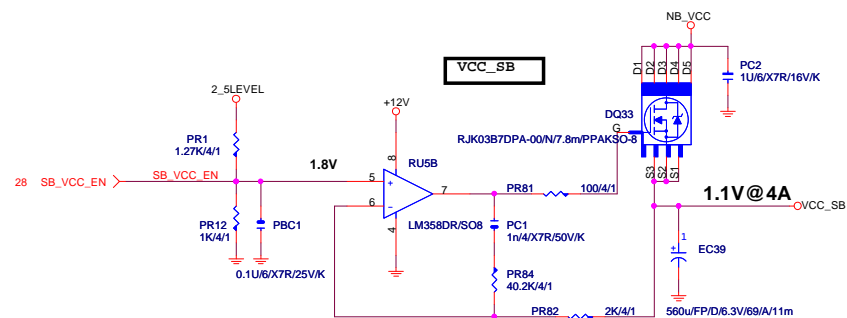 NB_VCC
VCC_SB
D1
D2
D3
D4
D5
PC2
1U/6/X7R/16V/K
2_5LEVEL
+12V
DQ33
G
RJK03B7DPA-00/N/7.8m/PPAKSO-8
PR1
1.27K/4/1
S3
S2
S1
1.8V
8
RU5B
28 SB_VCC_EN
SB_VCC_EN
5
+
7
PR81
100/4/1
1.1V@4A
6
-
VCC_SB
PR12
1K/4/1
PBC1
4
LM358DR/SO8
PC1
1n/4/X7R/50V/K
1
+
EC39
0.1U/6/X7R/25V/K
PR84
40.2K/4/1
PR82
2K/4/1
560u/FP/D/6.3V/69/A/11m